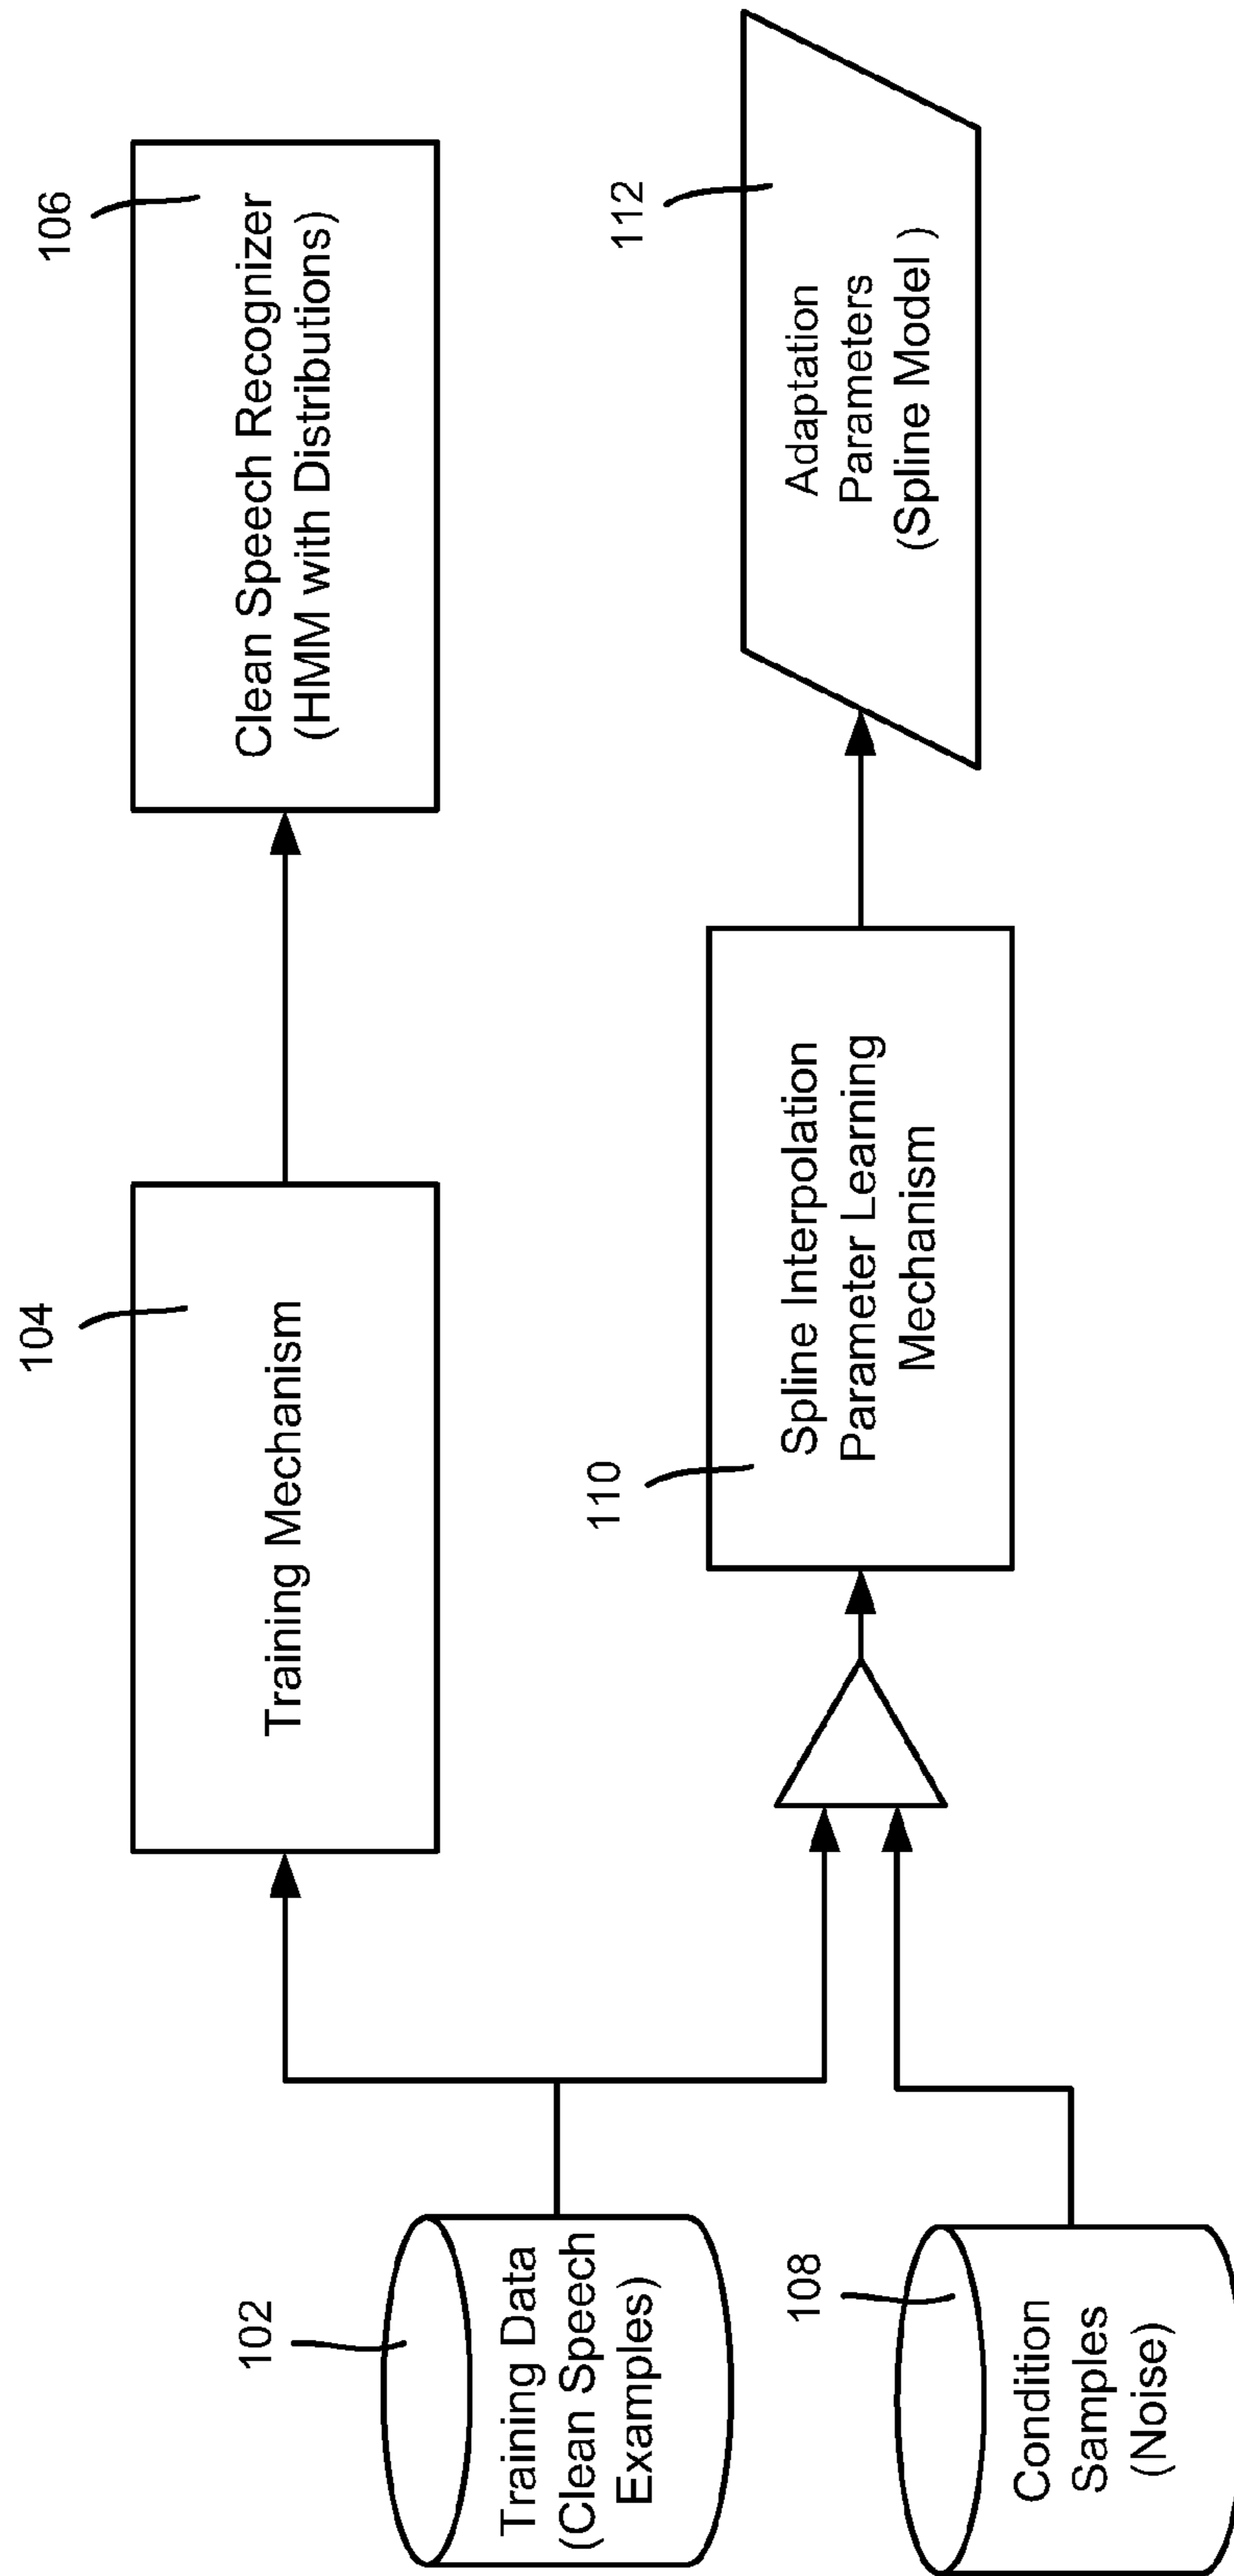 102
Training Data
(Clean Speech
Examples)
104
Training Mechanism
106
Clean Speech Recognizer
(HMM with Distributions)
108
Condition
Samples
(Noise)
110
Spline Interpolation
Parameter Learning
Mechanism
112
Adaptation
Parameters
(Spline Model )